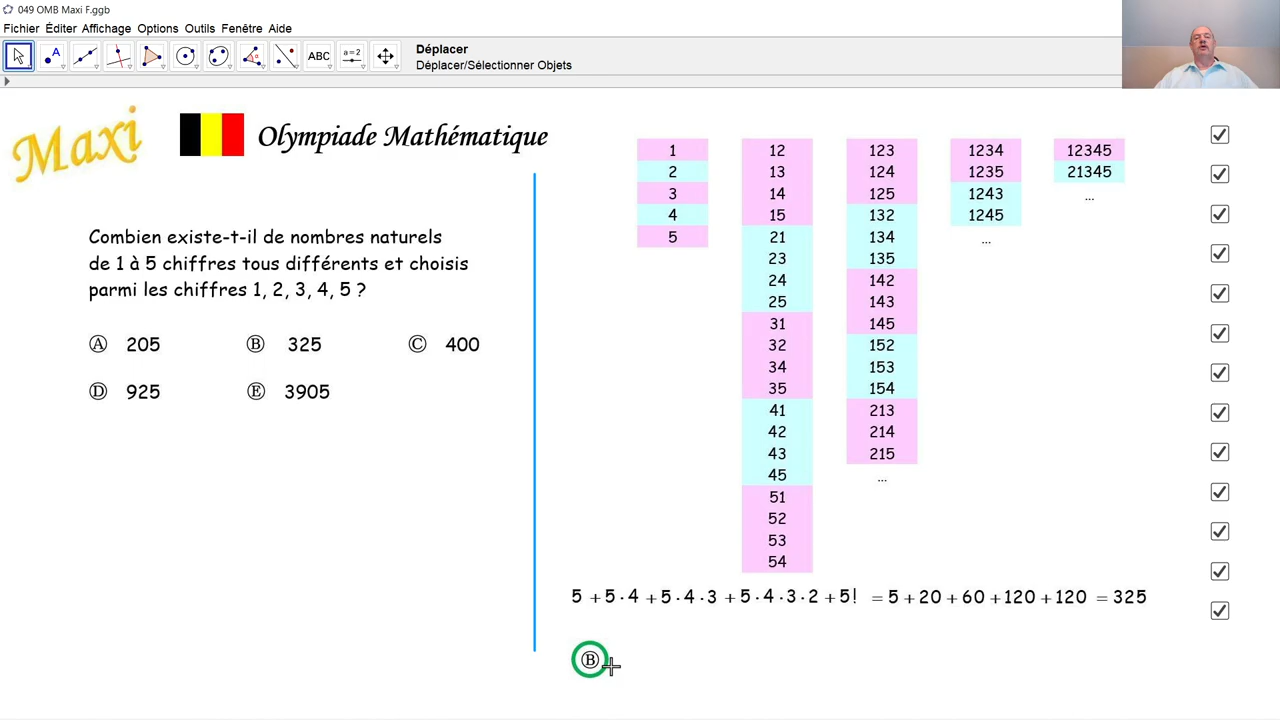 049 OMB Maxi F.ggb
Fichier Éditer Affichage Options Outils Fenêtre Aide
A
ABC
a=2
Déplacer
Déplacer/Sélectionner Objets
Maxi
Olympiade Mathématique
Combien existe-t-il de nombres naturels
de 1 à 5 chiffres tous différents et choisis
parmi les chiffres 1, 2, 3, 4, 5 ?
Ⓐ 205 Ⓑ 325 Ⓒ 400
Ⓓ 925 Ⓔ 3905
1 12 123 1234 12345
2 13 124 1235 21345
3 14 125 1243 ...
4 15 132 1245
5 21 134 ...
23 135
24 142
25 143
31 145
32 152
34 153
35 154
41 213
42 214
43 215
45 ...
51
52
53
54
5 + 5 · 4 + 5 · 4 · 3 + 5 · 4 · 3 · 2 + 5! = 5 + 20 + 60 + 120 + 120 = 325
Ⓑ